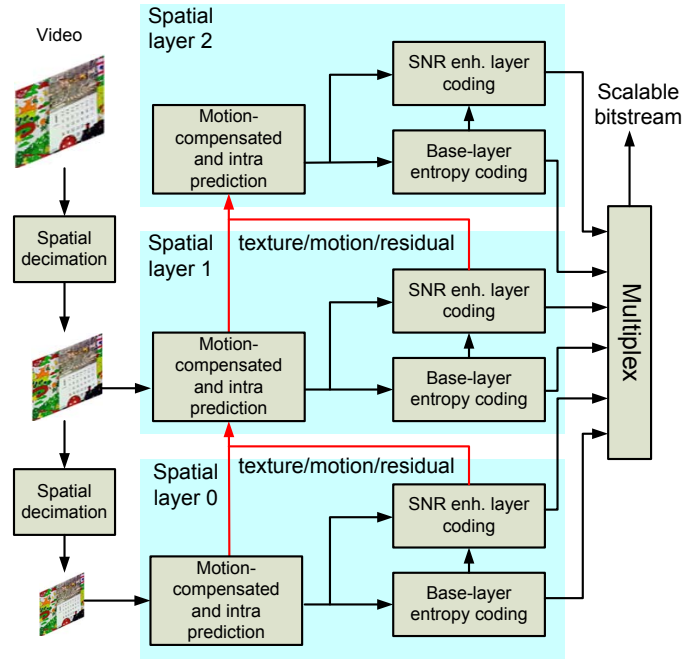 Video
Spatial
layer 2
SNR enh. layer
coding
Motion-
compensated
and intra
prediction
Base-layer
entropy coding
Scalable
bitstream
Spatial
decimation
Spatial
layer 1
texture/motion/residual
SNR enh. layer
coding
Motion-
compensated
and intra
prediction
Base-layer
entropy coding
Multiplex
Spatial
decimation
Spatial
layer 0
texture/motion/residual
SNR enh. layer
coding
Motion-
compensated
and intra
prediction
Base-layer
entropy coding